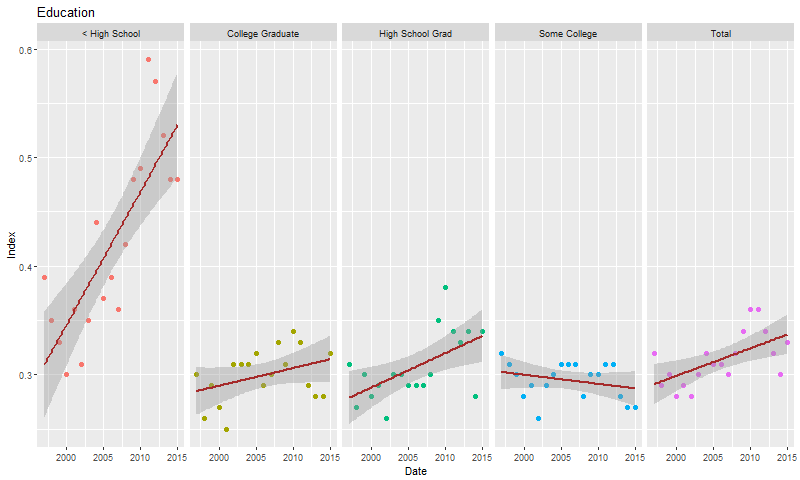 Education
< High School College Graduate High School Grad Some College Total
0.6
0.5
0.4
0.3
Index
2000 2005 2010 2015 2000 2005 2010 2015 2000 2005 2010 2015 2000 2005 2010 2015 2000 2005 2010 2015
Date